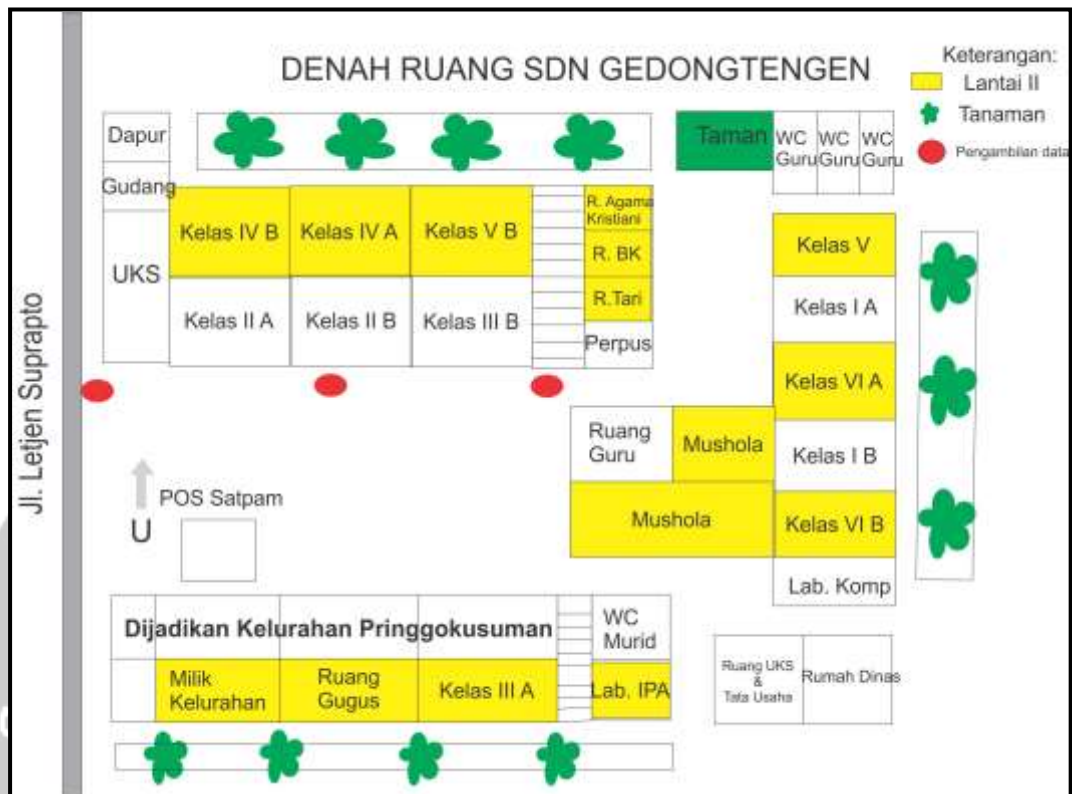 DENAH RUANG SDN GEDONGTENGEN
Keterangan:
Lantai II
Tanaman
Pengambilan data
Dapur
Gudang
UKS
Kelas IV B
Kelas IV A
Kelas V B
Kelas II A
Kelas II B
Kelas III B
R. Agama
Kristiani
R. BK
R.Tari
Perpus
Taman
WC
Guru
WC
Guru
WC
Guru
Kelas V
Kelas I A
Kelas VI A
Kelas I B
Kelas VI B
Lab. Komp
Ruang
Guru
Mushola
Mushola
Jl. Letjen Suprapto
U
POS Satpam
Dijadikan Kelurahan Pringgokusuman
Milik
Kelurahan
Ruang
Gugus
Kelas III A
WC
Murid
Lab. IPA
Ruang UKS
&
Tata Usaha
Rumah Dinas